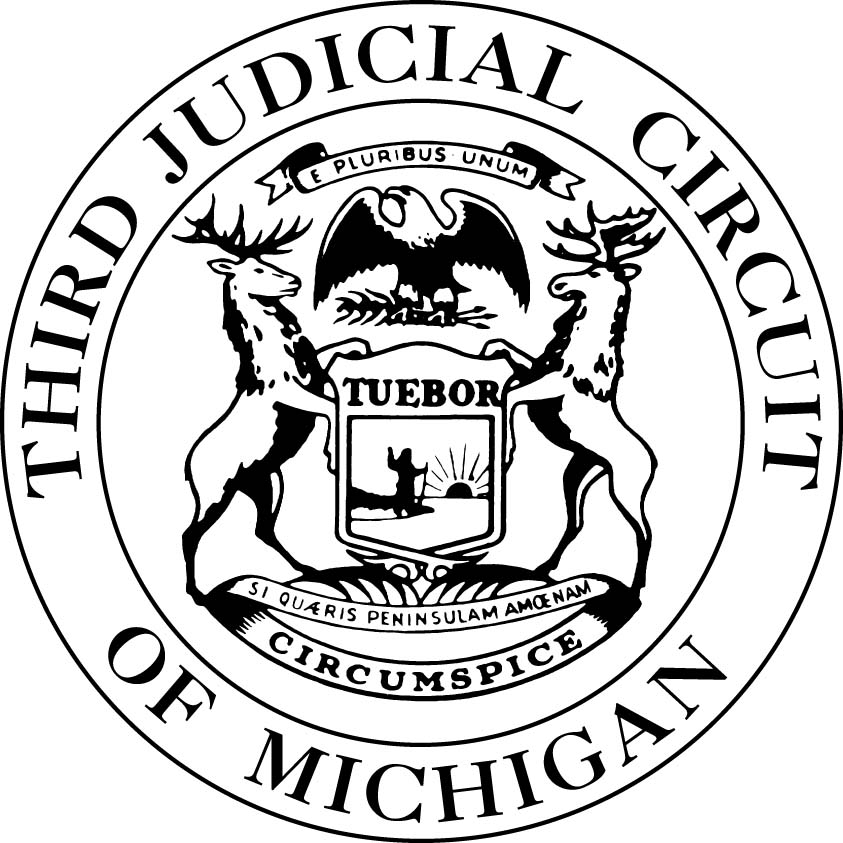 THIRD JUDICIAL CIRCUIT
E PLURIBUS UNUM
TUEBOR
SI QUÆRIS PENINSULAM AMŒNAM
CIRCUMSPICE
OF MICHIGAN